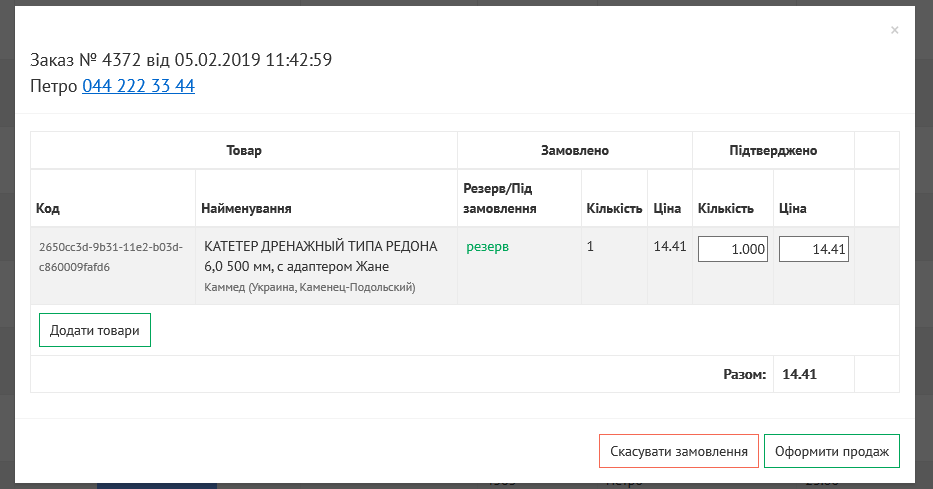 ×
Заказ № 4372 від 05.02.2019 11:42:59
Петро 044 222 33 44
Товар Замовлено Підтверджено
Код Найменування Резерв/Під замовлення Кількість Ціна Кількість Ціна
2650cc3d-9b31-11e2-b03d-
c860009fafd6
КАТЕТЕР ДРЕНАЖНЫЙ ТИПА РЕДОНА
6,0 500 мм, с адаптером Жане
Каммед (Украина, Каменец-Подольский)
резерв 1 14.41 1.000 14.41
Додати товари
Разом: 14.41
Скасувати замовлення Оформити продаж